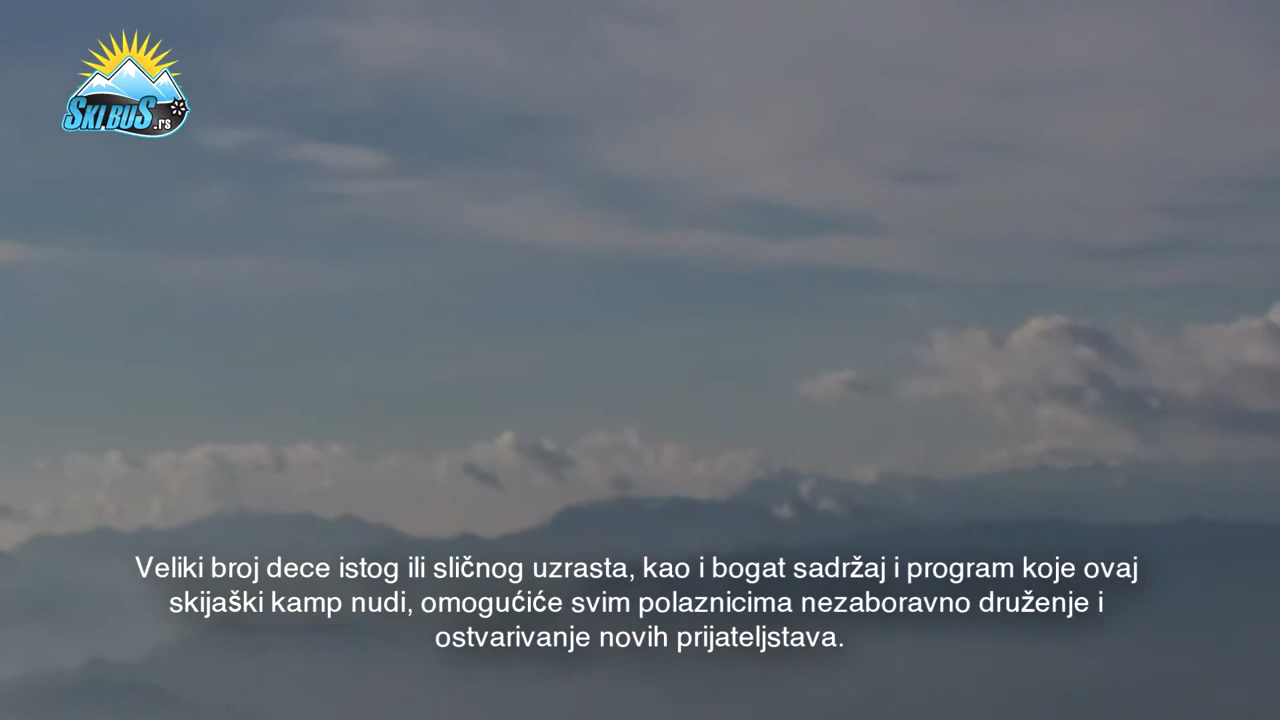 SKI BUS.rs
Veliki broj dece istog ili sličnog uzrasta, kao i bogat sadržaj i program koje ovaj
skijaški kamp nudi, omogućiće svim polaznicima nezaboravno druženje i
ostvarivanje novih prijateljstava.